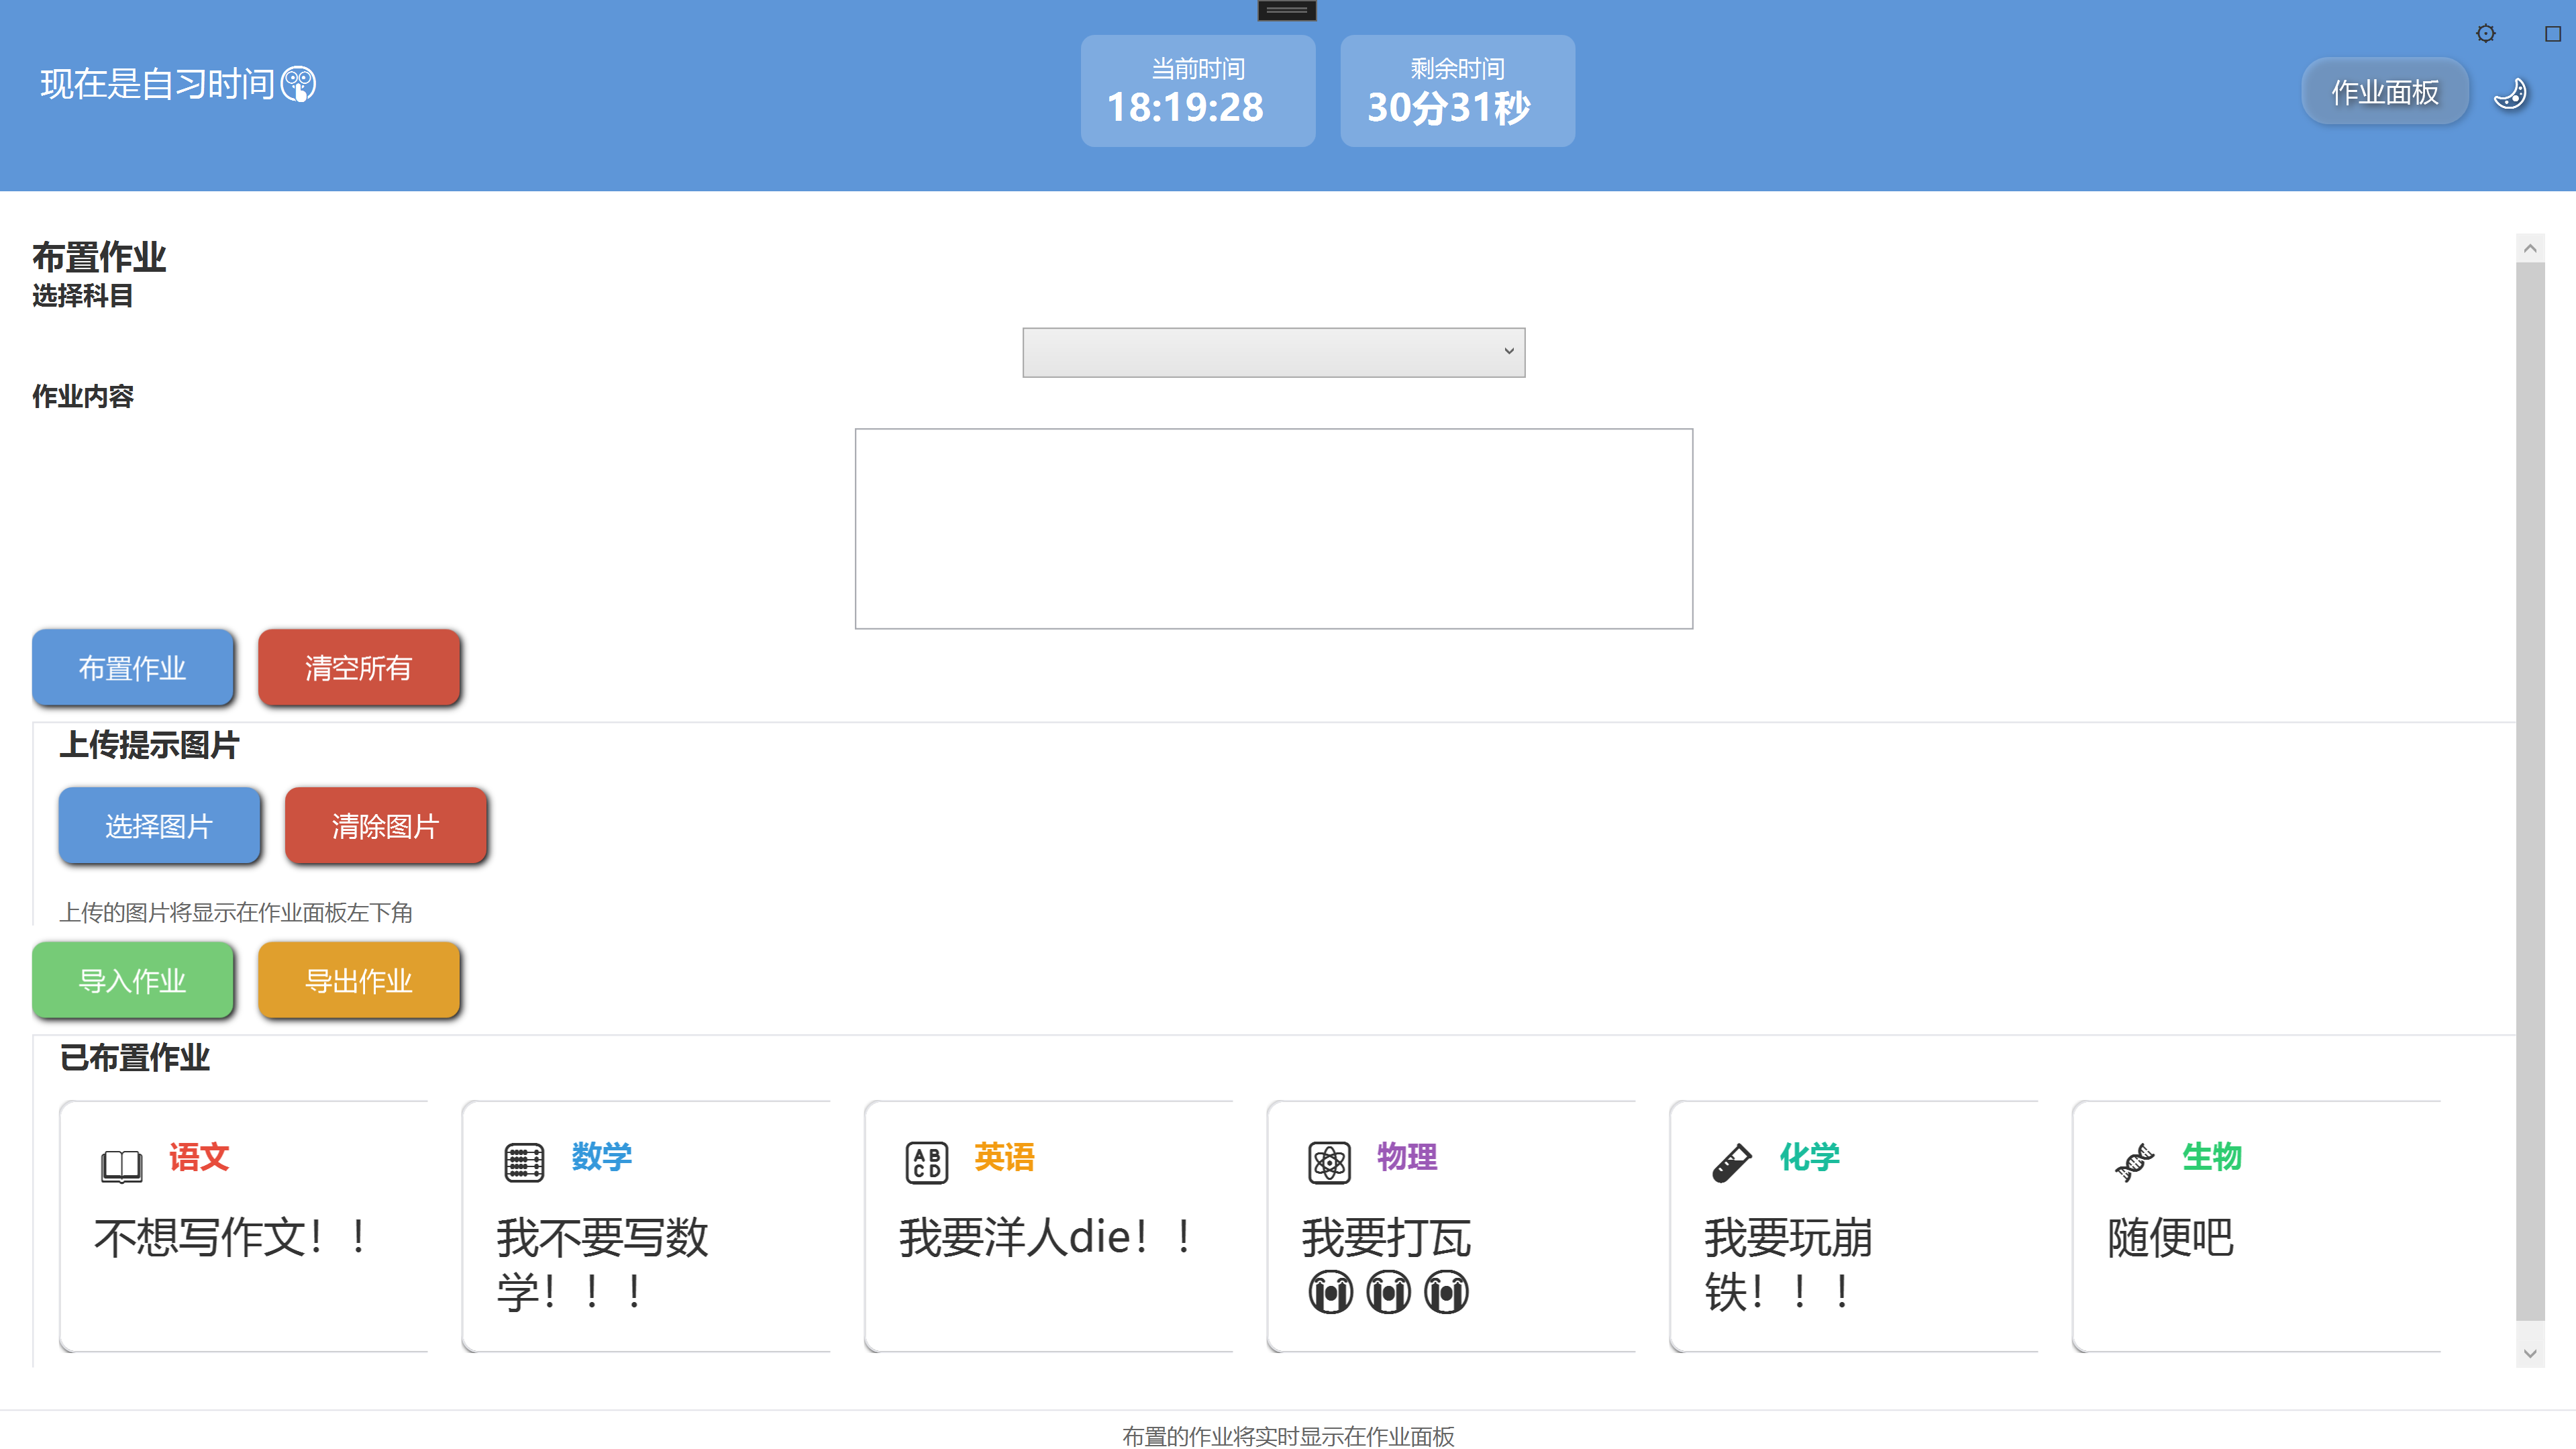 现在是自习时间🤫
当前时间
18:19:28
剩余时间
30分31秒
作业面板
布置作业
选择科目
作业内容
布置作业
清空所有
上传提示图片
选择图片
清除图片
上传的图片将显示在作业面板左下角
导入作业
导出作业
已布置作业
语文
不想写作文！！
数学
我不要写数
学！！！
ABCD
英语
我要洋人die！！
物理
我要打瓦
😭😭😭
化学
我要玩崩
铁！！！
生物
随便吧
布置的作业将实时显示在作业面板